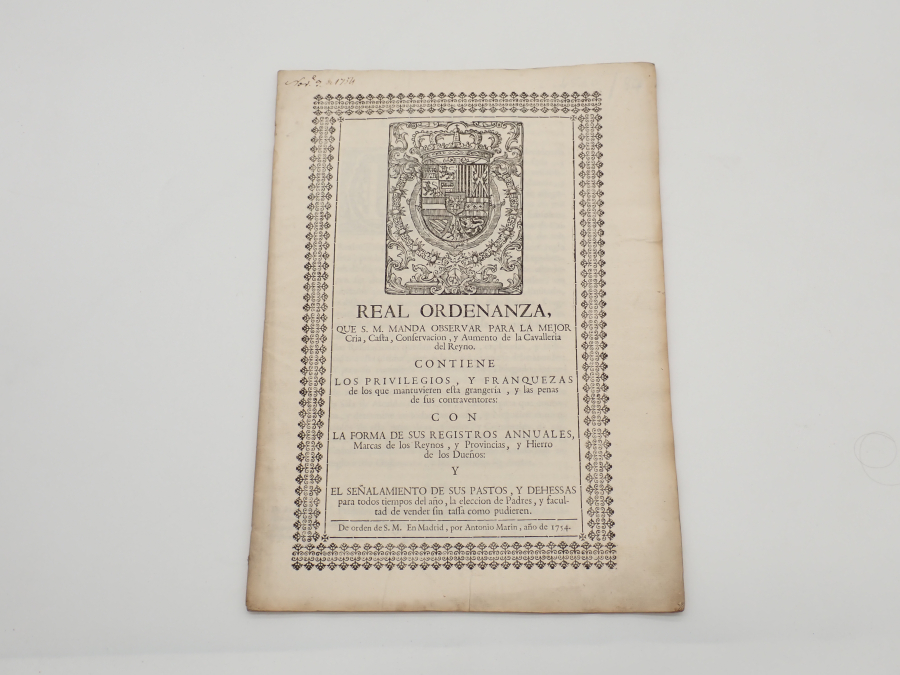 de 1754
REAL ORDENANZA,
QUE S. M. MANDA OBSERVAR PARA LA MEJOR
Cria, Caſta, Conſervacion, y Aumento de la Cavalleria
del Reyno.
CONTIENE
LOS PRIVILEGIOS, Y FRANQUEZAS
de los que mantuvieren eſta grangeria, y las penas
de ſus contraventores:
CON
LA FORMA DE SUS REGISTROS ANNUALES,
Marcas de los Reynos, y Provincias, y Hierro
de los Dueños:
Y
EL SEÑALAMIENTO DE SUS PASTOS, Y DEHESSAS
para todos tiempos del año, la eleccion de Padres, y facul-
tad de vender ſin taſſa como pudieren.
De orden de S. M. En Madrid, por Antonio Marin, año de 1754.